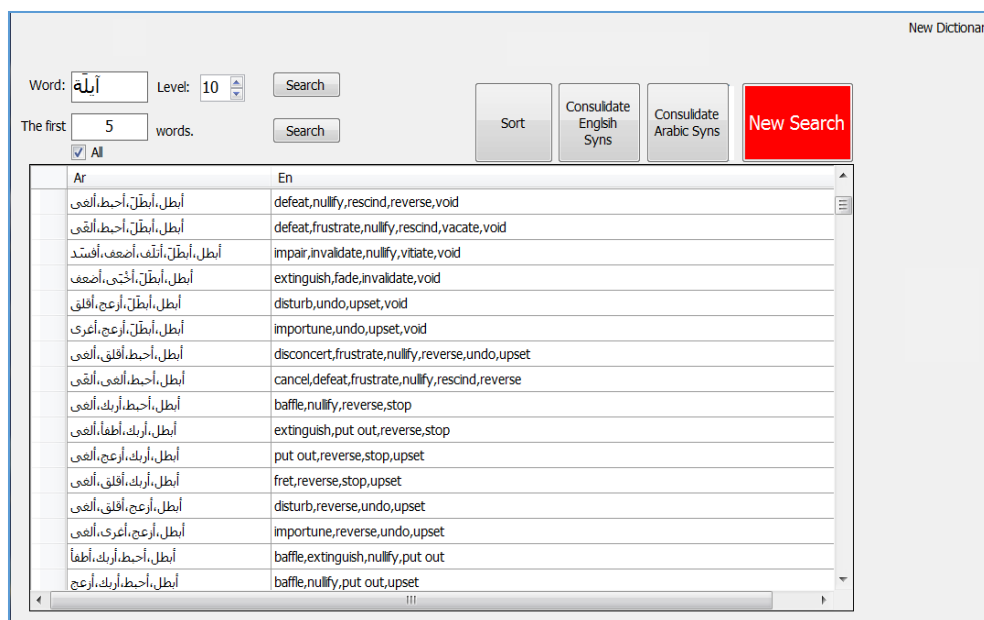 New Dictionar
Word: آيلّة Level: 10 Search
The first 5 words. Search
All
Sort
Consulidate Englsih Syns
Consulidate Arabic Syns
New Search
Ar En
أبطل،أبطَلَ،أحبط،ألغى defeat,nullify,rescind,reverse,void
أبطل،أبطَلَ،أحبط،ألقَى defeat,frustrate,nullify,rescind,vacate,void
أبطل،أبطَلَ،أتلَف،أضعف،أفسَد impair,invalidate,nullify,vitiate,void
أبطل،أبطَلَ،أخْبَى،أضعف extinguish,fade,invalidate,void
أبطل،أبطَلَ،أزعج،أقلق disturb,undo,upset,void
أبطل،أبطَلَ،أزعج،أغرى importune,undo,upset,void
أبطل،أحبط،أقلق،ألغى disconcert,frustrate,nullify,reverse,undo,upset
أبطل،أحبط،ألغى،ألقَى cancel,defeat,frustrate,nullify,rescind,reverse
أبطل،أحبط،أربك،ألغى baffle,nullify,reverse,stop
أبطل،أربك،أطفأ،ألغى extinguish,put out,reverse,stop
أبطل،أربك،أزعج،ألغى put out,reverse,stop,upset
أبطل،أربك،أقلق،ألغى fret,reverse,stop,upset
أبطل،أزعج،أقلق،ألغى disturb,reverse,undo,upset
أبطل،أزعج،أغرى،ألغى importune,reverse,undo,upset
أبطل،أحبط،أربك،أطفأ baffle,extinguish,nullify,put out
أبطل،أحبط،أربك،أزعج baffle,nullify,put out,upset